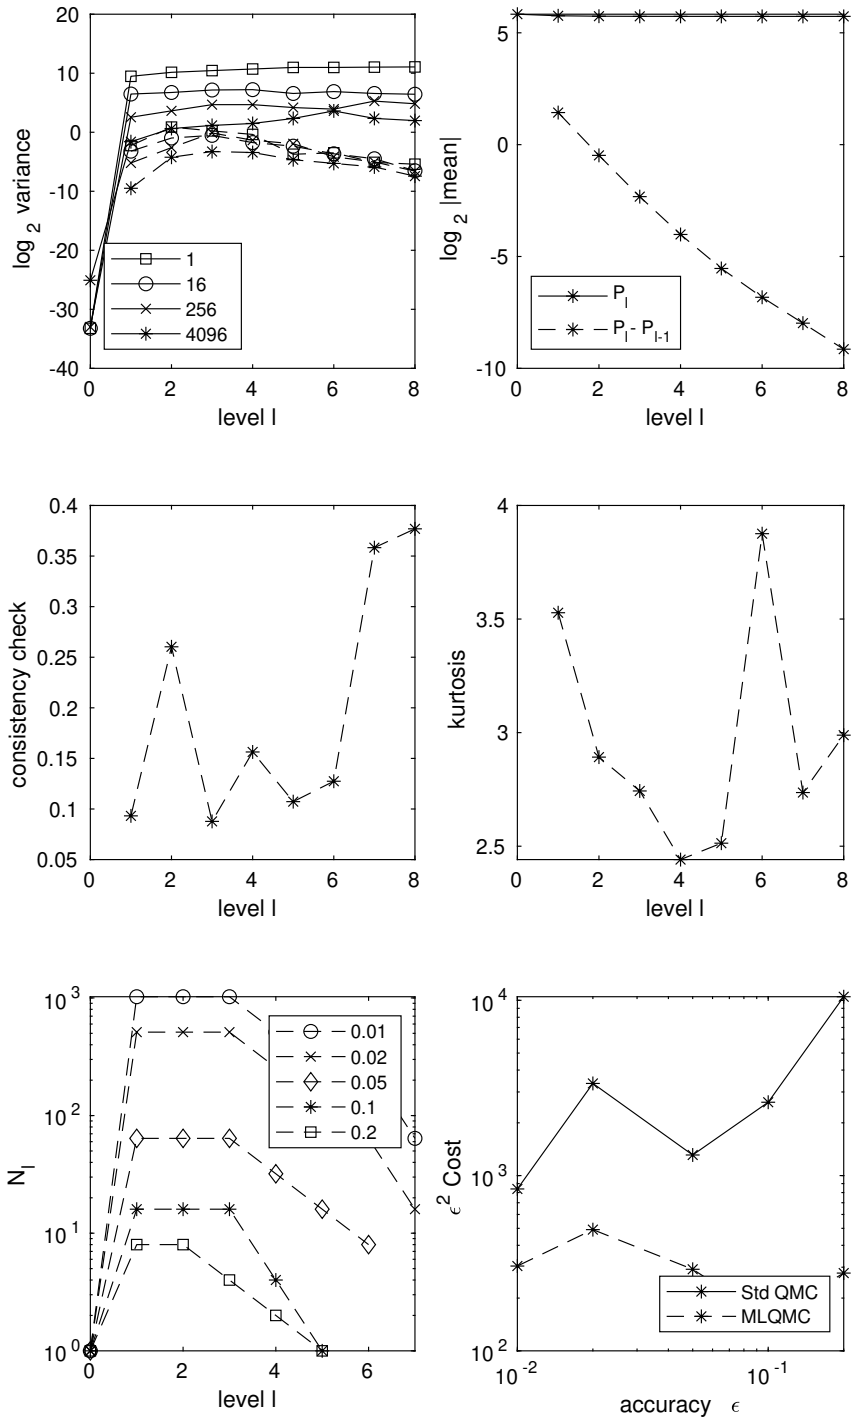 20
10
0
-10
-20
-30
-40
0 2 4 6 8
level l
log 2 variance
1
16
256
4096
5
0
-5
-10
0 2 4 6 8
level l
log 2 |mean|
P l
P l - P l-1
0.4
0.35
0.3
0.25
0.2
0.15
0.1
0.05
0 2 4 6 8
level l
consistency check
4
3.5
3
2.5
0 2 4 6 8
level l
kurtosis
10 3
10 2
10 1
10 0
0 2 4 6
level l
N l
0.01
0.02
0.05
0.1
0.2
10 4
10 3
10 2
10 -2 10 -1
accuracy ϵ
ϵ 2 Cost
Std QMC
MLQMC